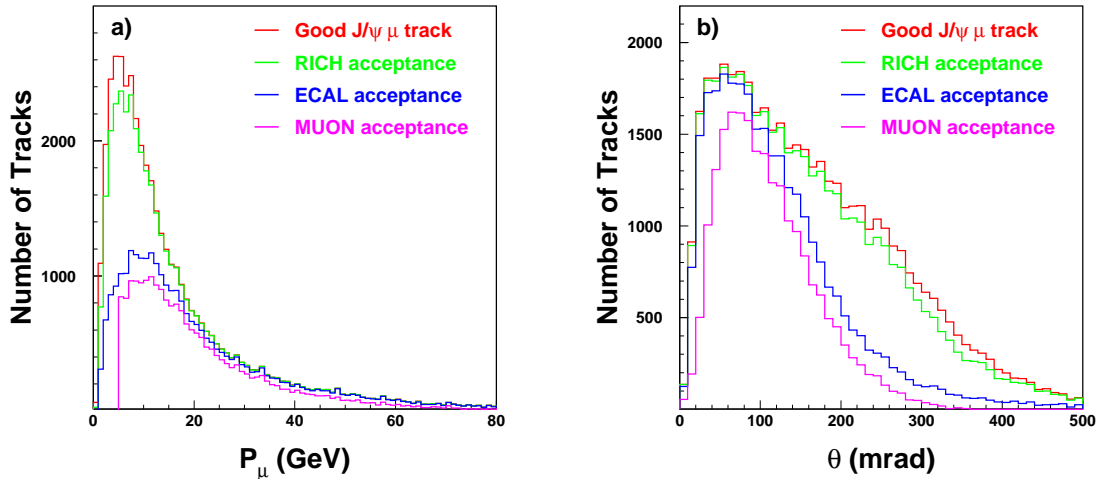 a)
Good J/ψ μ track
RICH acceptance
ECAL acceptance
MUON acceptance
Number of Tracks
2000
1000
0 20 40 60 80
P_μ (GeV)
b)
Good J/ψ μ track
RICH acceptance
ECAL acceptance
MUON acceptance
Number of Tracks
2000
1500
1000
500
0 100 200 300 400 500
θ (mrad)